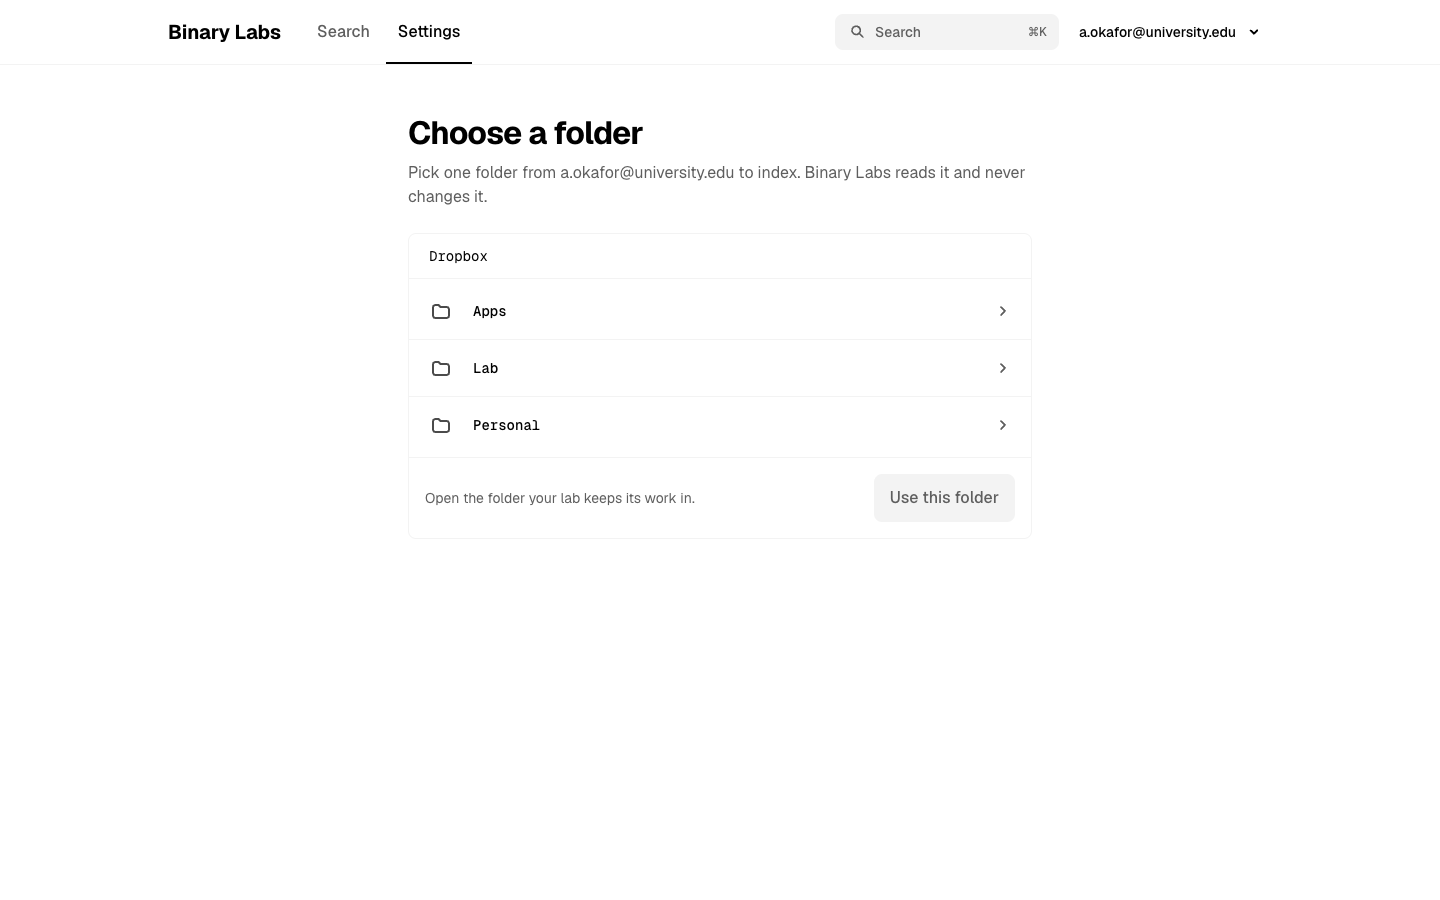 Binary Labs
Search
Settings
Search
⌘K
a.okafor@university.edu
Choose a folder
Pick one folder from a.okafor@university.edu to index. Binary Labs reads it and never
changes it.
Dropbox
Apps
Lab
Personal
Open the folder your lab keeps its work in.
Use this folder